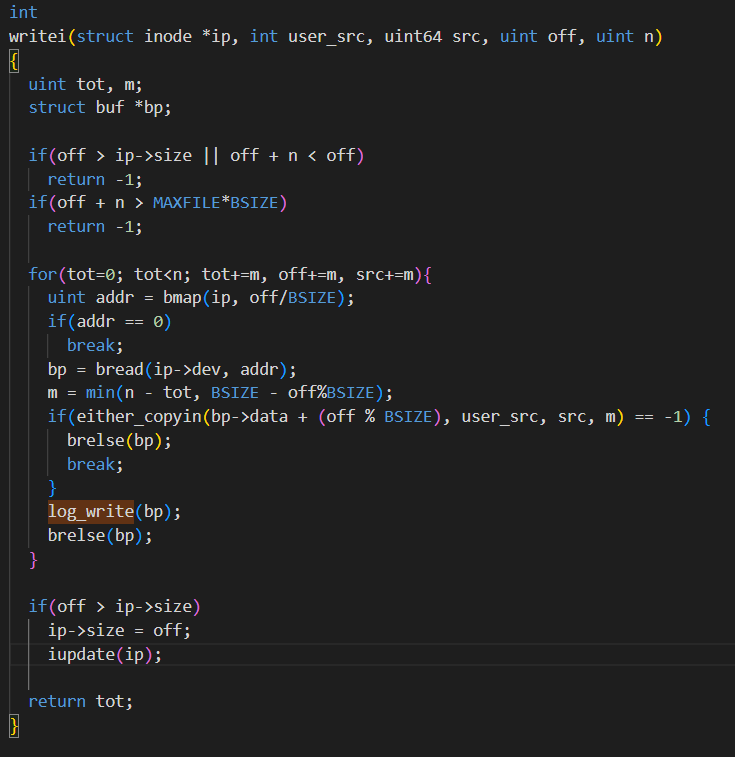 int
writei(struct inode *ip, int user_src, uint64 src, uint off, uint n)
{
  uint tot, m;
  struct buf *bp;

  if(off > ip->size || off + n < off)
    return -1;
  if(off + n > MAXFILE*BSIZE)
    return -1;

  for(tot=0; tot<n; tot+=m, off+=m, src+=m){
    uint addr = bmap(ip, off/BSIZE);
    if(addr == 0)
      break;
    bp = bread(ip->dev, addr);
    m = min(n - tot, BSIZE - off%BSIZE);
    if(either_copyin(bp->data + (off % BSIZE), user_src, src, m) == -1) {
      brelse(bp);
      break;
    }
    log_write(bp);
    brelse(bp);
  }

  if(off > ip->size)
    ip->size = off;
    iupdate(ip);

  return tot;
}